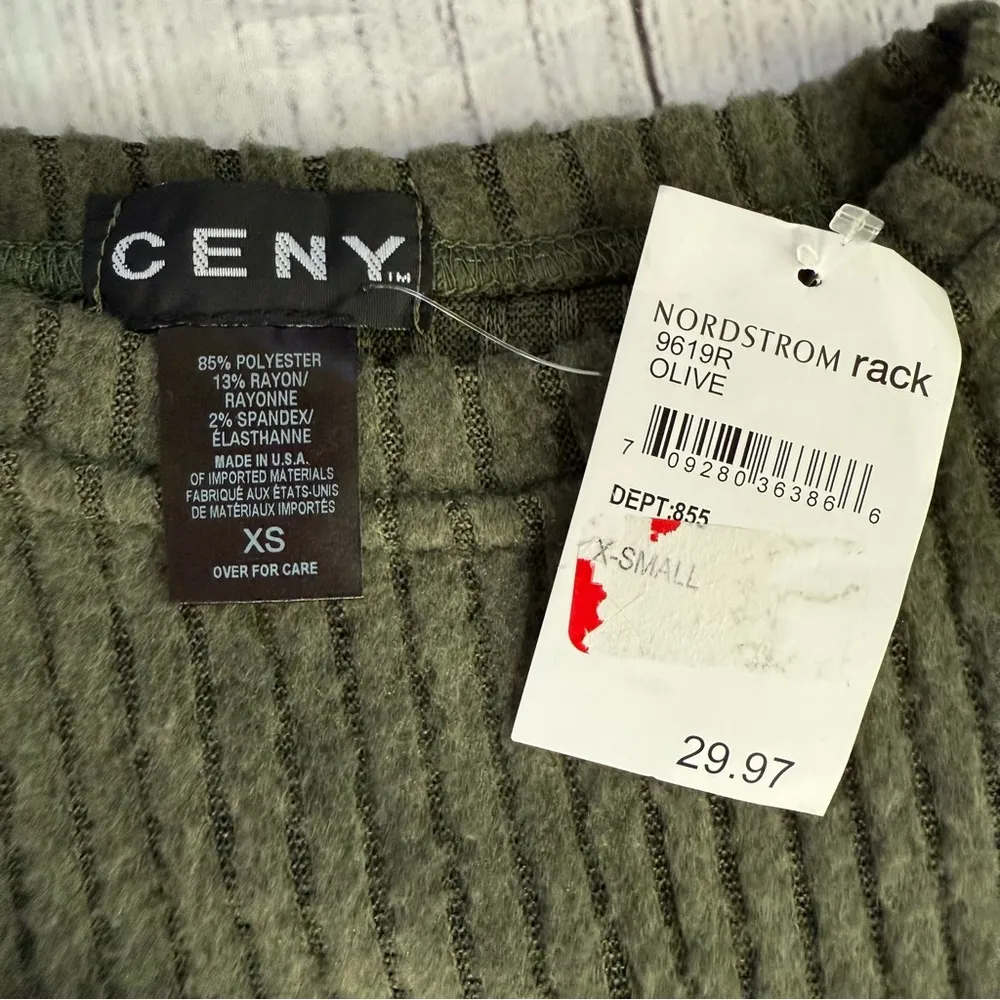 CENY™
85% POLYESTER
13% RAYON/
RAYONNE
2% SPANDEX/
ÉLASTHANNE
MADE IN U.S.A.
OF IMPORTED MATERIALS
FABRIQUÉ AUX ÉTATS-UNIS
DE MATÉRIAUX IMPORTÉS
XS
OVER FOR CARE
NORDSTROM rack
9619R
OLIVE
7 09280 36386 6
DEPT:855
X-SMALL
29.97